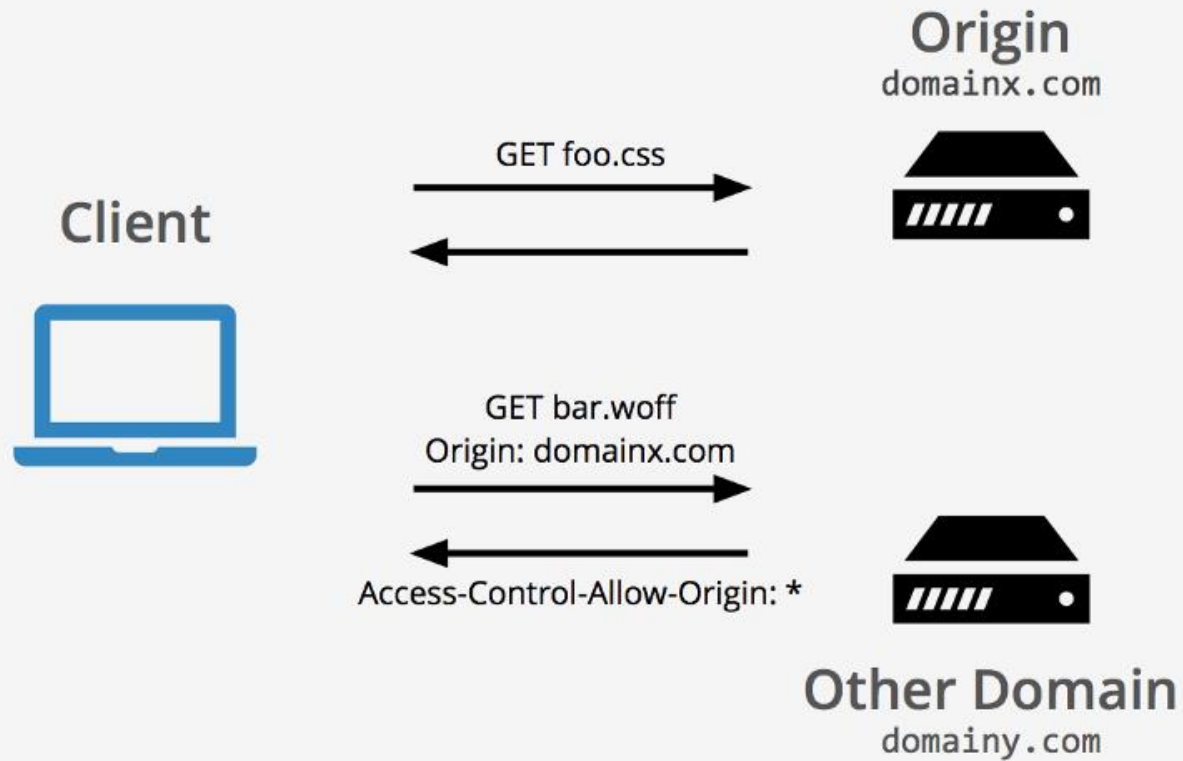 Origin
domainx.com
GET foo.css
Client
GET bar.woff
Origin: domainx.com
Access-Control-Allow-Origin: *
Other Domain
domainy.com